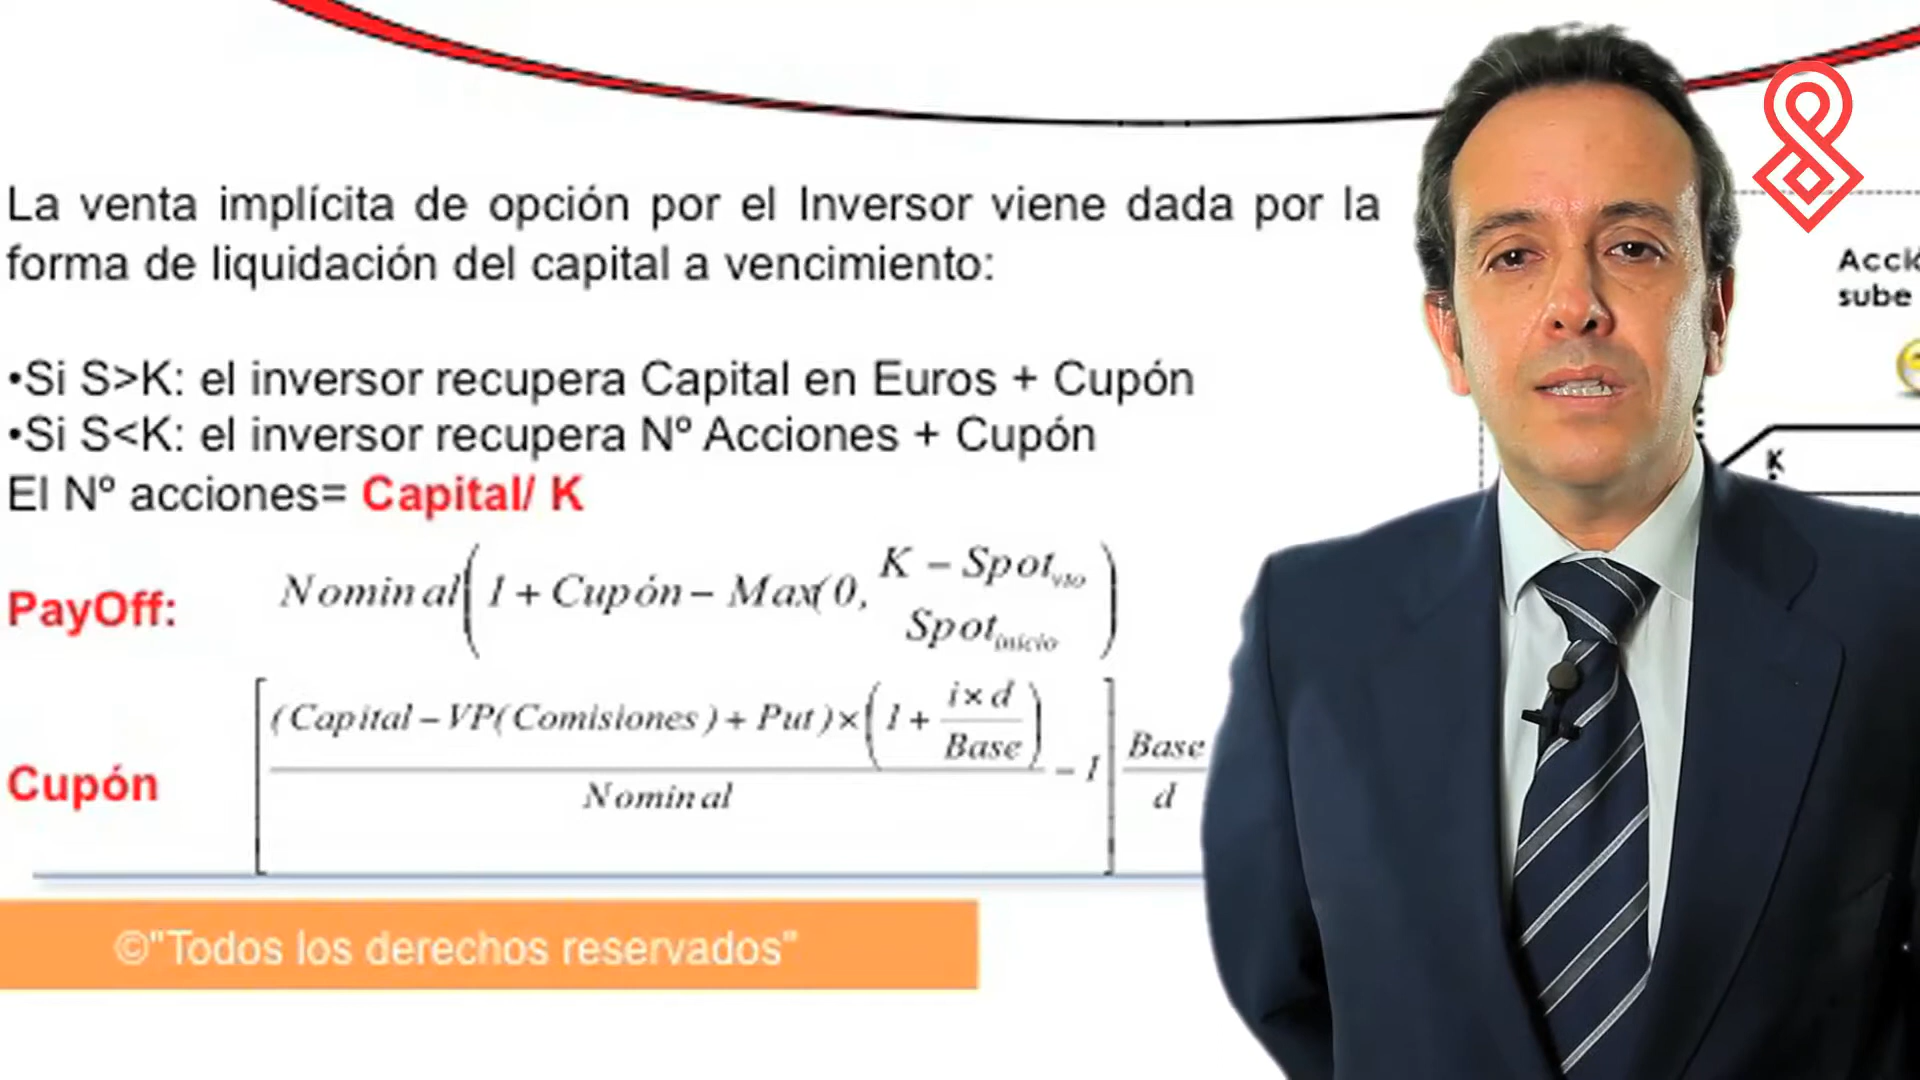 La venta implícita de opción por el Inversor viene dada por la
forma de liquidación del capital a vencimiento:
•Si S>K: el inversor recupera Capital en Euros + Cupón
•Si S<K: el inversor recupera Nº Acciones + Cupón
El Nº acciones= Capital/ K
PayOff: Nominal(1 + Cupón – Max(0, K – Spot_vto Spot_inicio)
Cupón [(Capital – VP(Comisiones) + Put)×(1 + i×d/Base)/Nominal – 1] Base/d
©"Todos los derechos reservados"
sube
K